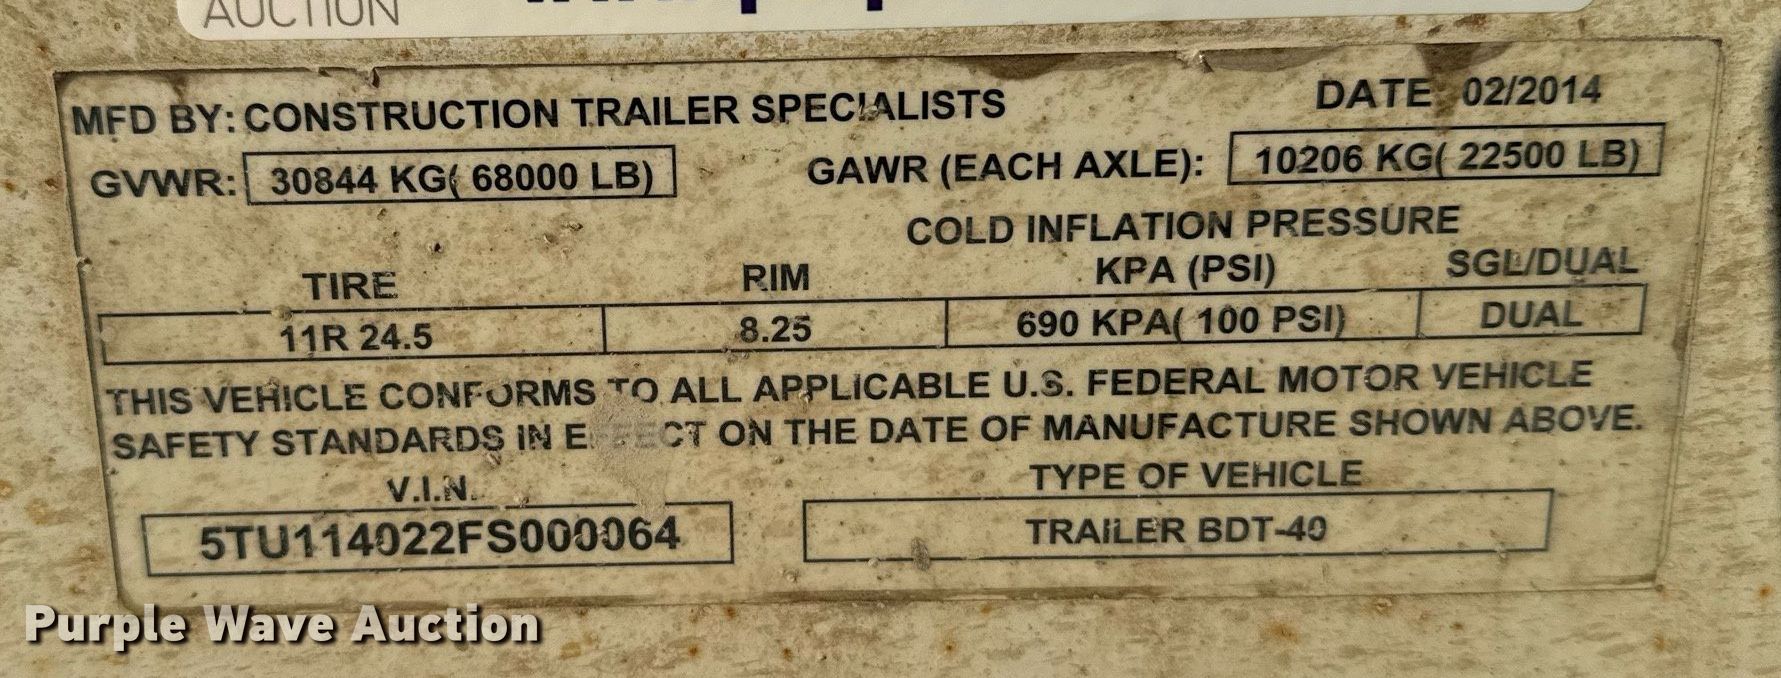 AUCTION
MFD BY: CONSTRUCTION TRAILER SPECIALISTS DATE 02/2014
GVWR: 30844 KG( 68000 LB) GAWR (EACH AXLE): 10206 KG( 22500 LB)
COLD INFLATION PRESSURE
TIRE RIM KPA (PSI) SGL/DUAL
11R 24.5 8.25 690 KPA( 100 PSI) DUAL
THIS VEHICLE CONFORMS TO ALL APPLICABLE U.S. FEDERAL MOTOR VEHICLE
SAFETY STANDARDS IN EFFECT ON THE DATE OF MANUFACTURE SHOWN ABOVE.
V.I.N. TYPE OF VEHICLE
5TU114022FS000064 TRAILER BDT-40
Purple Wave Auction